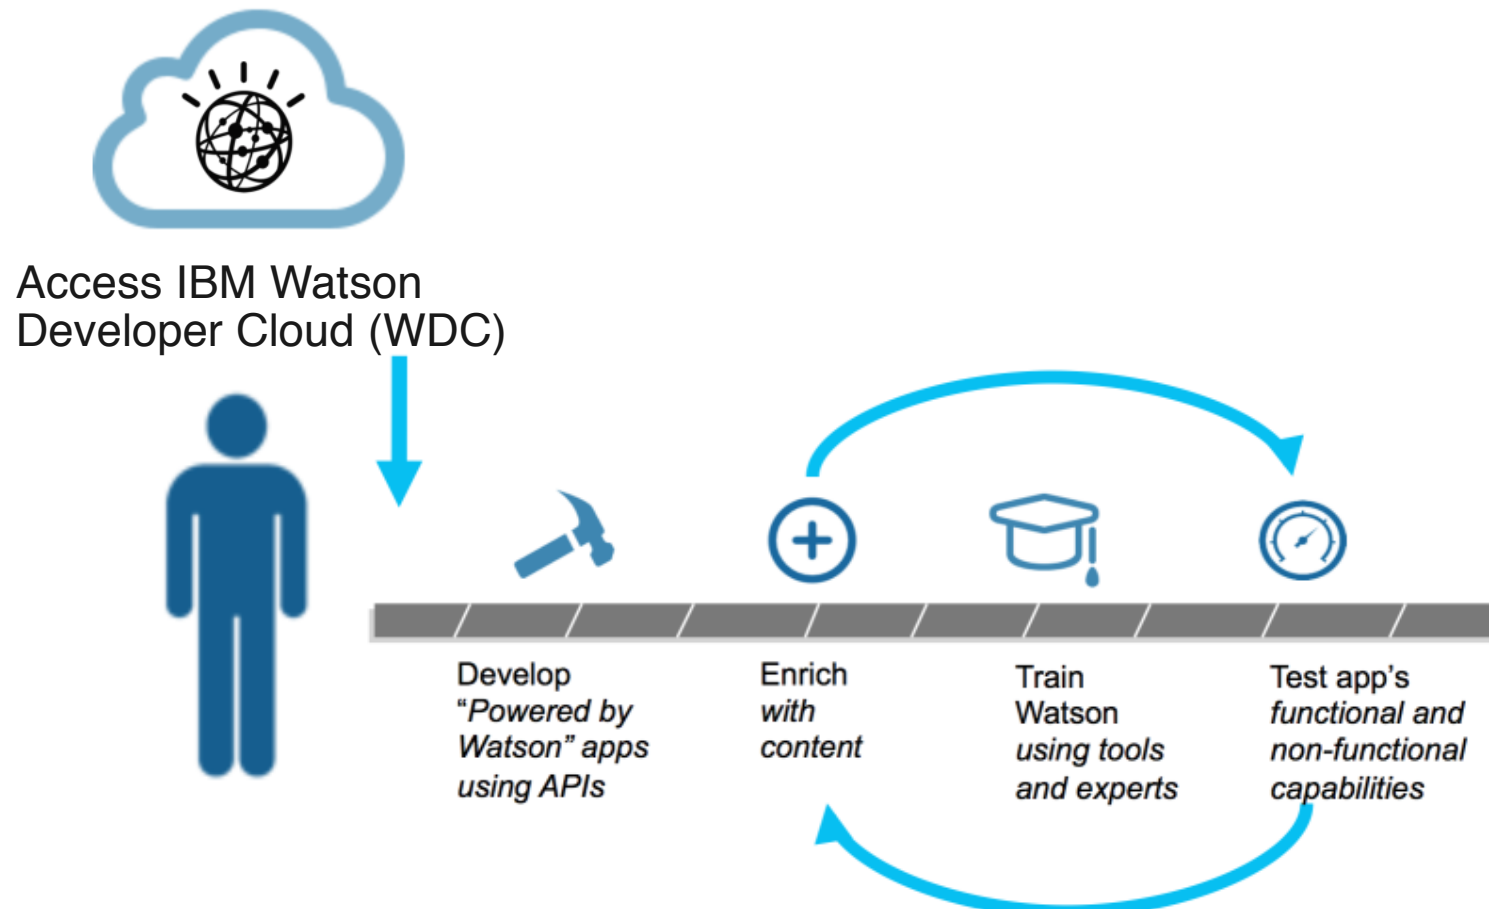 Access IBM Watson
Developer Cloud (WDC)
Develop
“Powered by
Watson” apps
using APIs
Enrich
with
content
Train
Watson
using tools
and experts
Test app’s
functional and
non-functional
capabilities